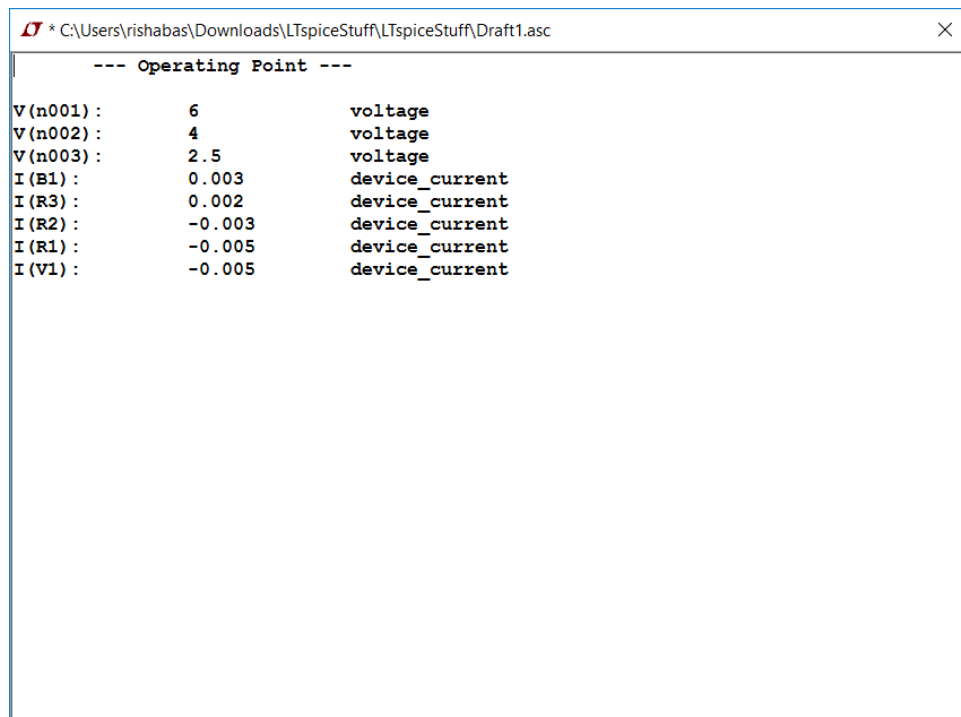 * C:\Users\rishabas\Downloads\LTspiceStuff\LTspiceStuff\Draft1.asc
--- Operating Point ---
V(n001): 6 voltage
V(n002): 4 voltage
V(n003): 2.5 voltage
I(B1): 0.003 device_current
I(R3): 0.002 device_current
I(R2): -0.003 device_current
I(R1): -0.005 device_current
I(V1): -0.005 device_current